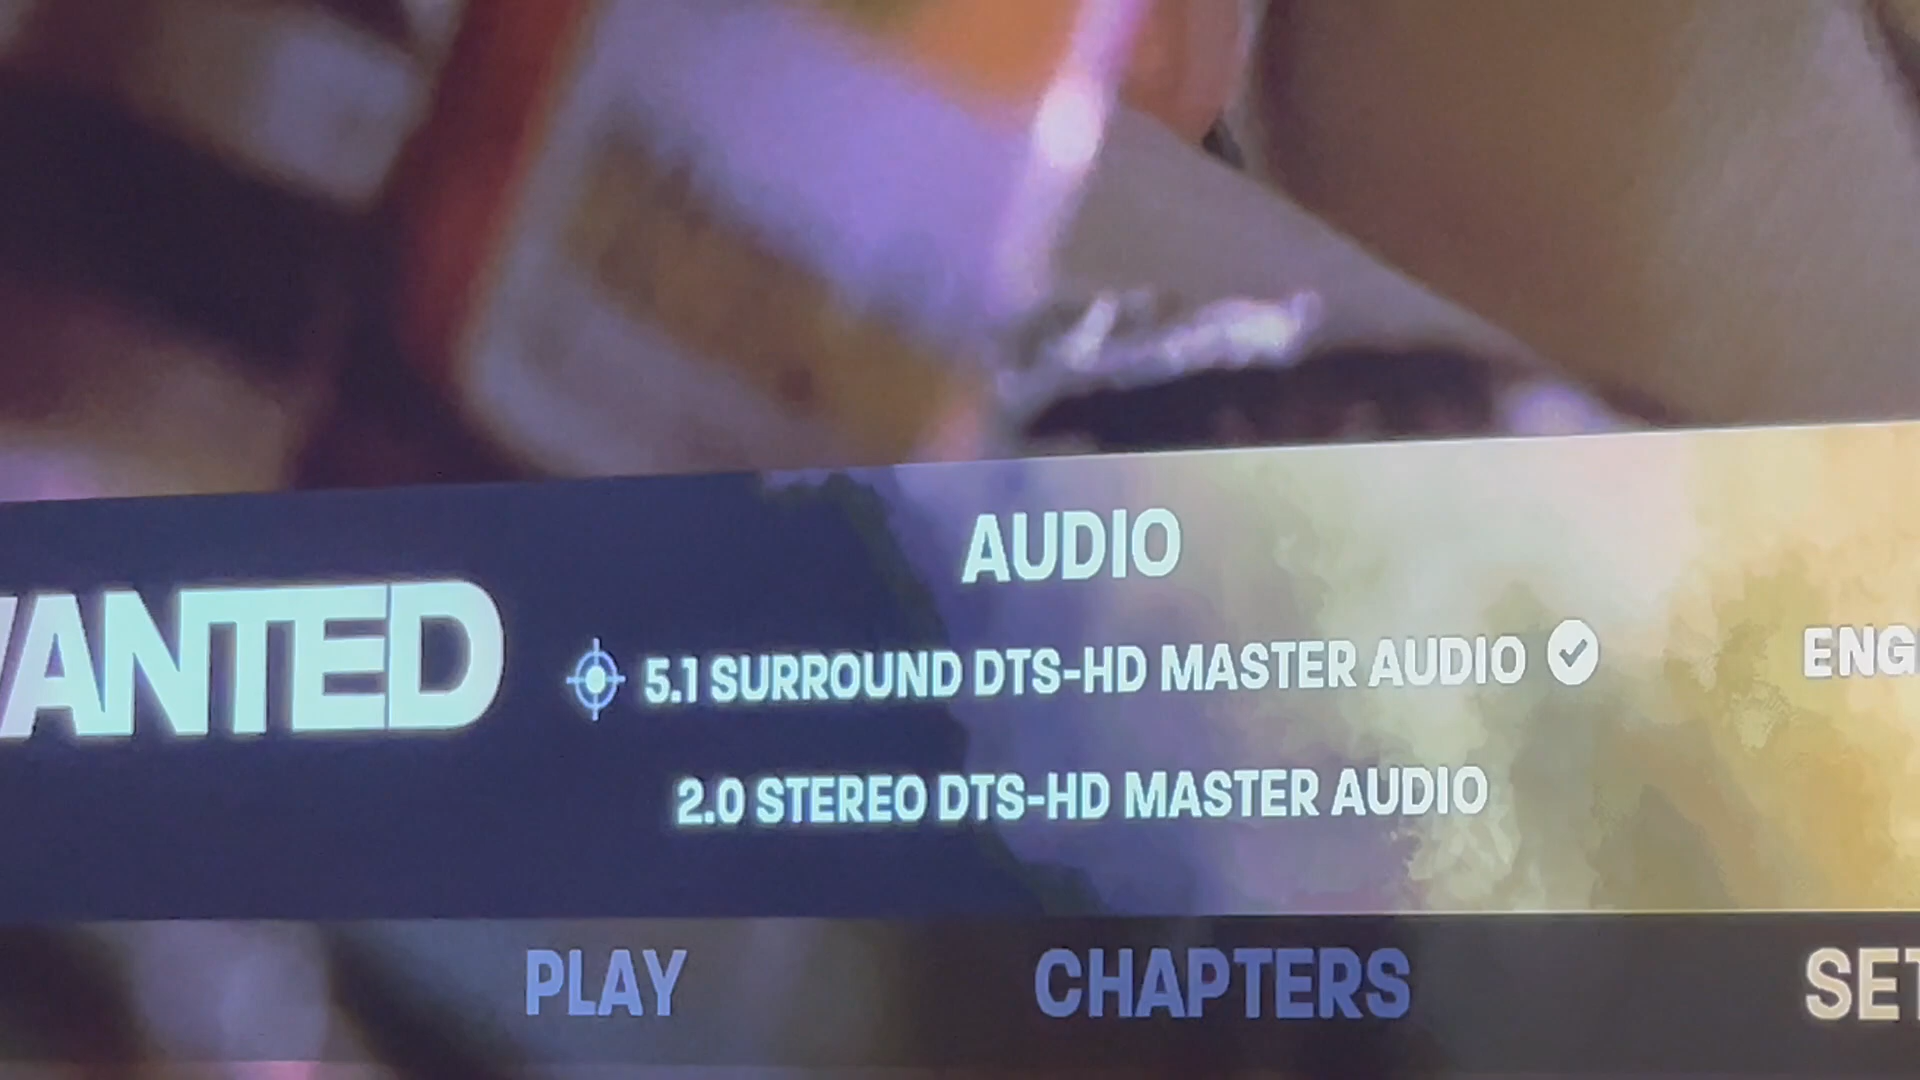 AUDIO
WANTED
5.1 SURROUND DTS-HD MASTER AUDIO
ENG
2.0 STEREO DTS-HD MASTER AUDIO
PLAY
CHAPTERS
SET